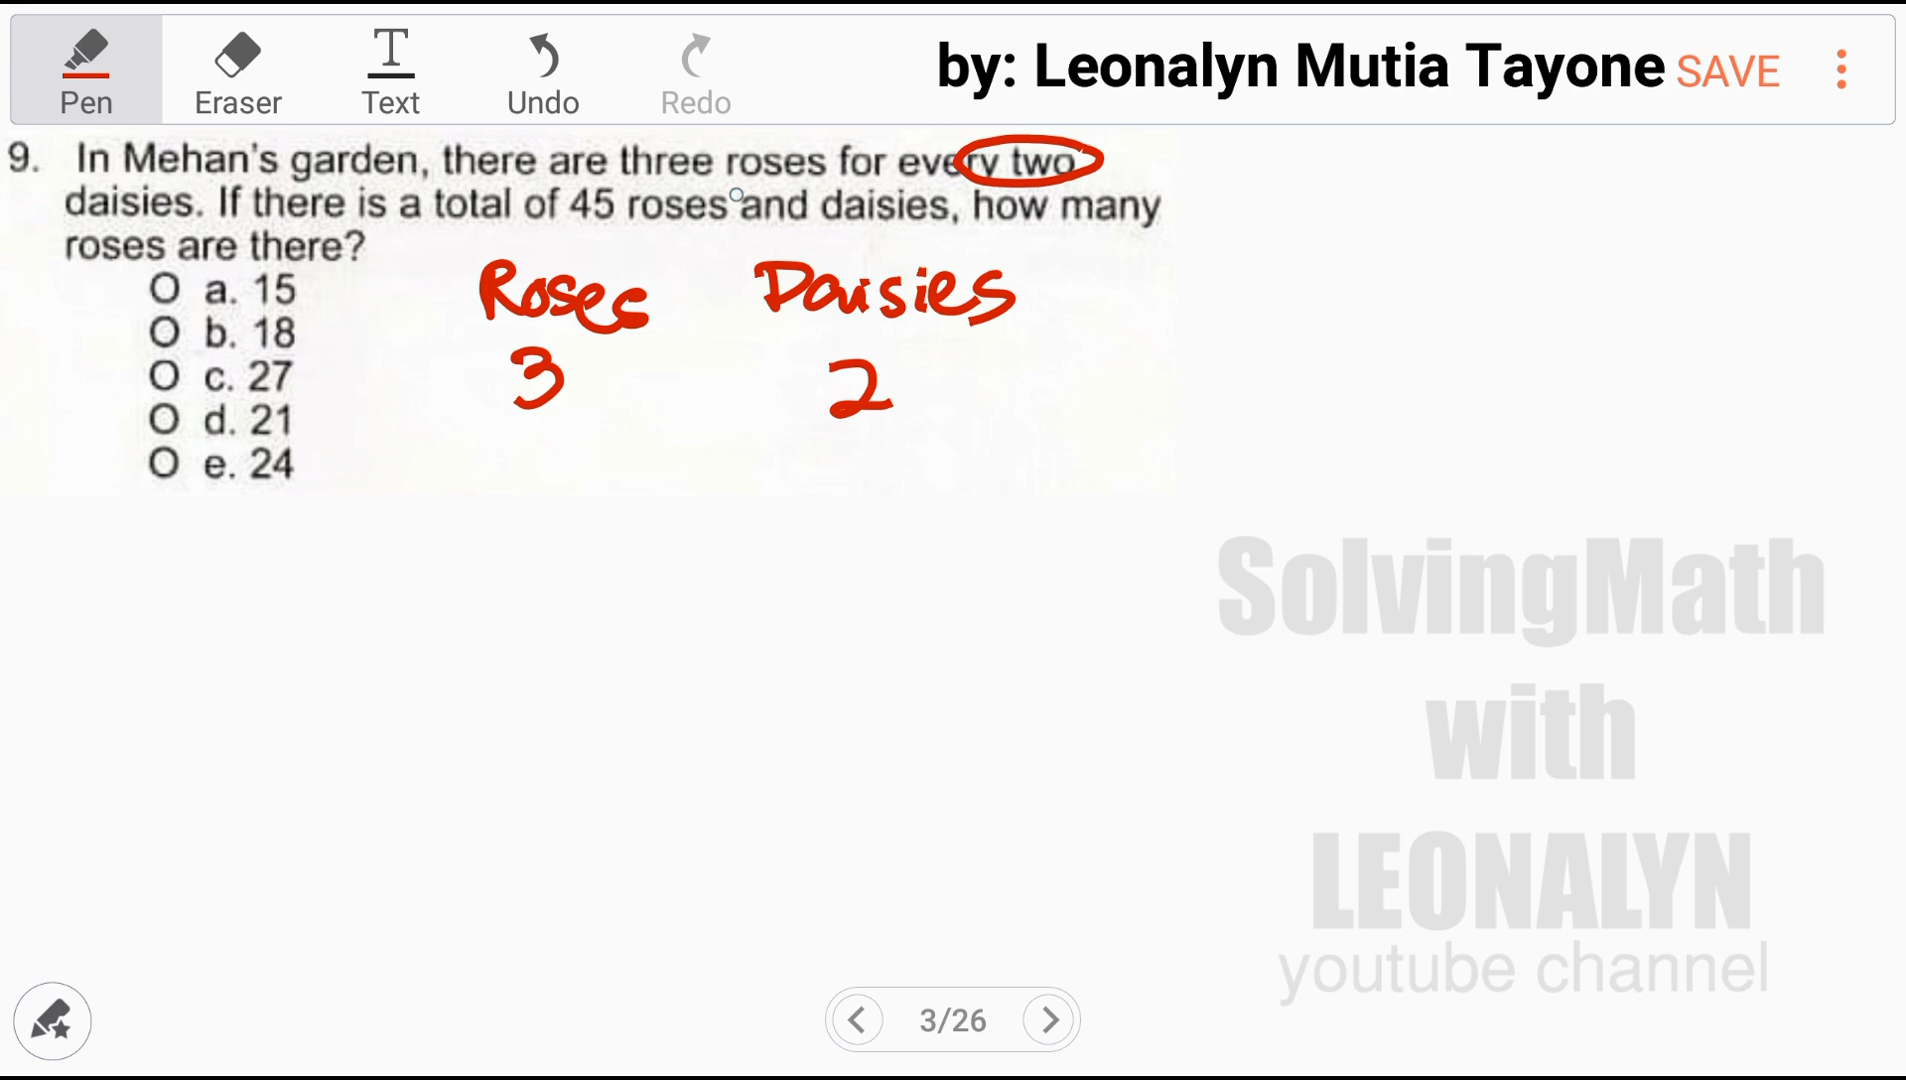 Pen
Eraser
Text
Undo
Redo
by: Leonalyn Mutia Tayone
SAVE
9. In Mehan's garden, there are three roses for every two
daisies. If there is a total of 45 roses and daisies, how many
roses are there?
O a. 15
O b. 18
O c. 27
O d. 21
O e. 24
Roses Daisies
3 2
SolvingMath
with
LEONALYN
youtube channel
3/26